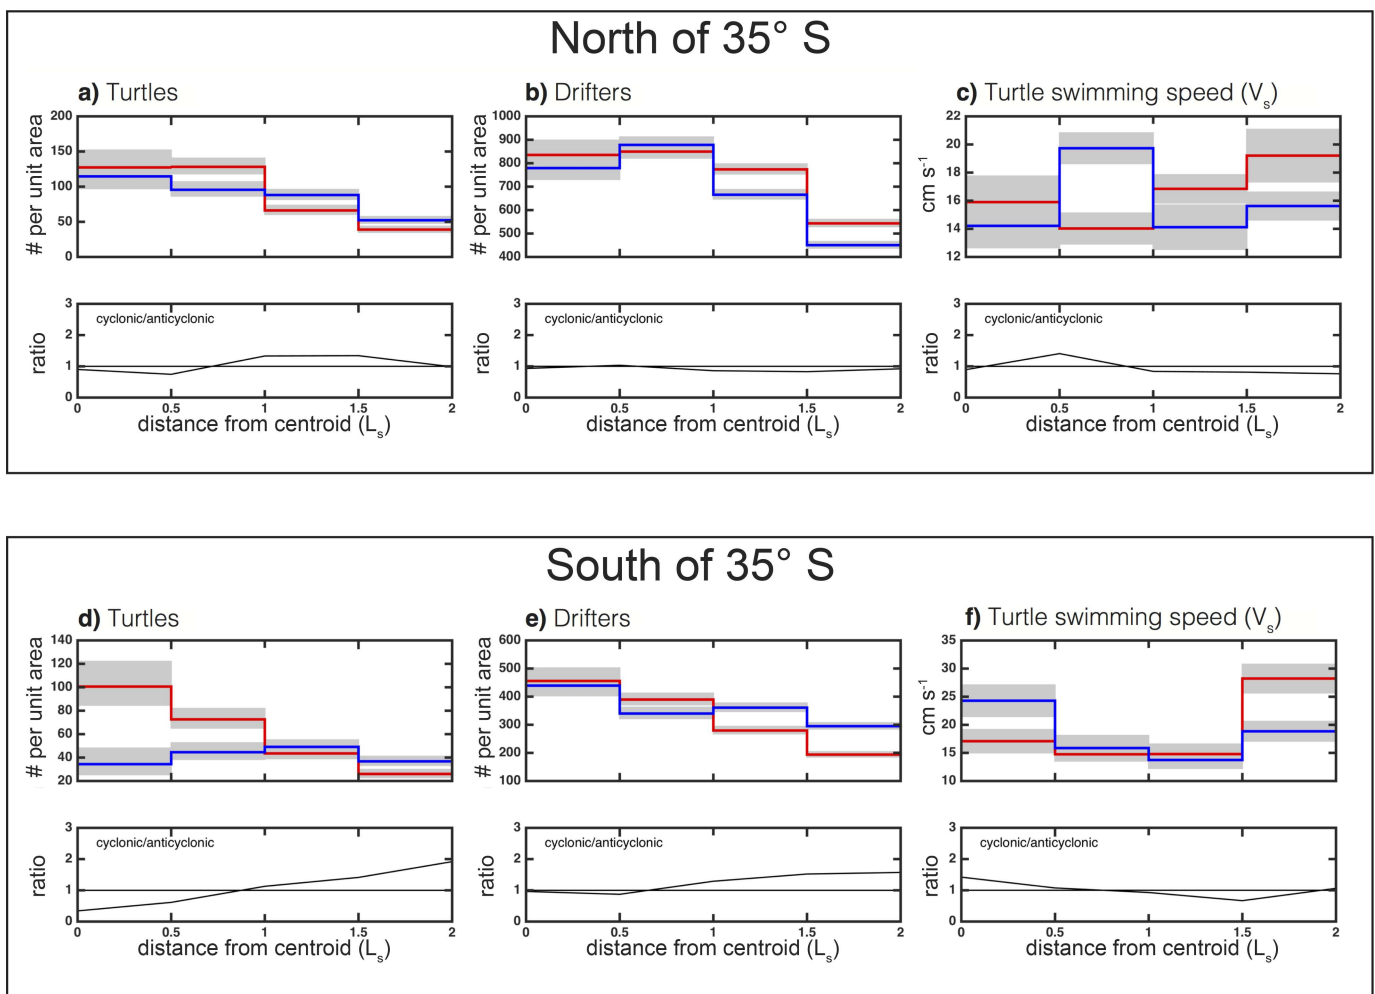 North of 35° S
a) Turtles
# per unit area
200
150
100
50
0
ratio
3
2
1
0
cyclonic/anticyclonic
0 0.5 1 1.5 2
distance from centroid (Ls)
b) Drifters
# per unit area
1000
900
800
700
600
500
400
ratio
3
2
1
0
cyclonic/anticyclonic
0 0.5 1 1.5 2
distance from centroid (Ls)
c) Turtle swimming speed (Vs)
cm s-1
22
20
18
16
14
12
ratio
3
2
1
0
cyclonic/anticyclonic
0 0.5 1 1.5 2
distance from centroid (Ls)
South of 35° S
d) Turtles
# per unit area
140
120
100
80
60
40
20
ratio
3
2
1
0
cyclonic/anticyclonic
0 0.5 1 1.5 2
distance from centroid (Ls)
e) Drifters
# per unit area
600
500
400
300
200
100
ratio
3
2
1
0
cyclonic/anticyclonic
0 0.5 1 1.5 2
distance from centroid (Ls)
f) Turtle swimming speed (Vs)
cm s-1
35
30
25
20
15
10
ratio
3
2
1
0
cyclonic/anticyclonic
0 0.5 1 1.5 2
distance from centroid (Ls)